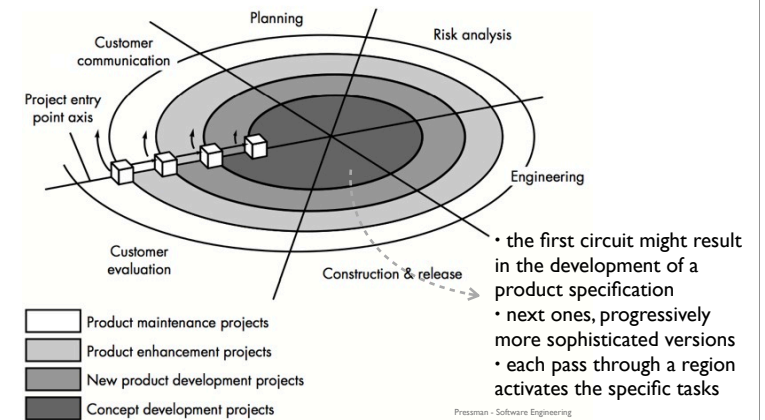 Planning
Risk analysis
Customer
communication
Project entry
point axis
Engineering
Customer
evaluation
Construction & release
• the first circuit might result
in the development of a
product specification
• next ones, progressively
more sophisticated versions
• each pass through a region
activates the specific tasks
Product maintenance projects
Product enhancement projects
New product development projects
Concept development projects
Pressman - Software Engineering